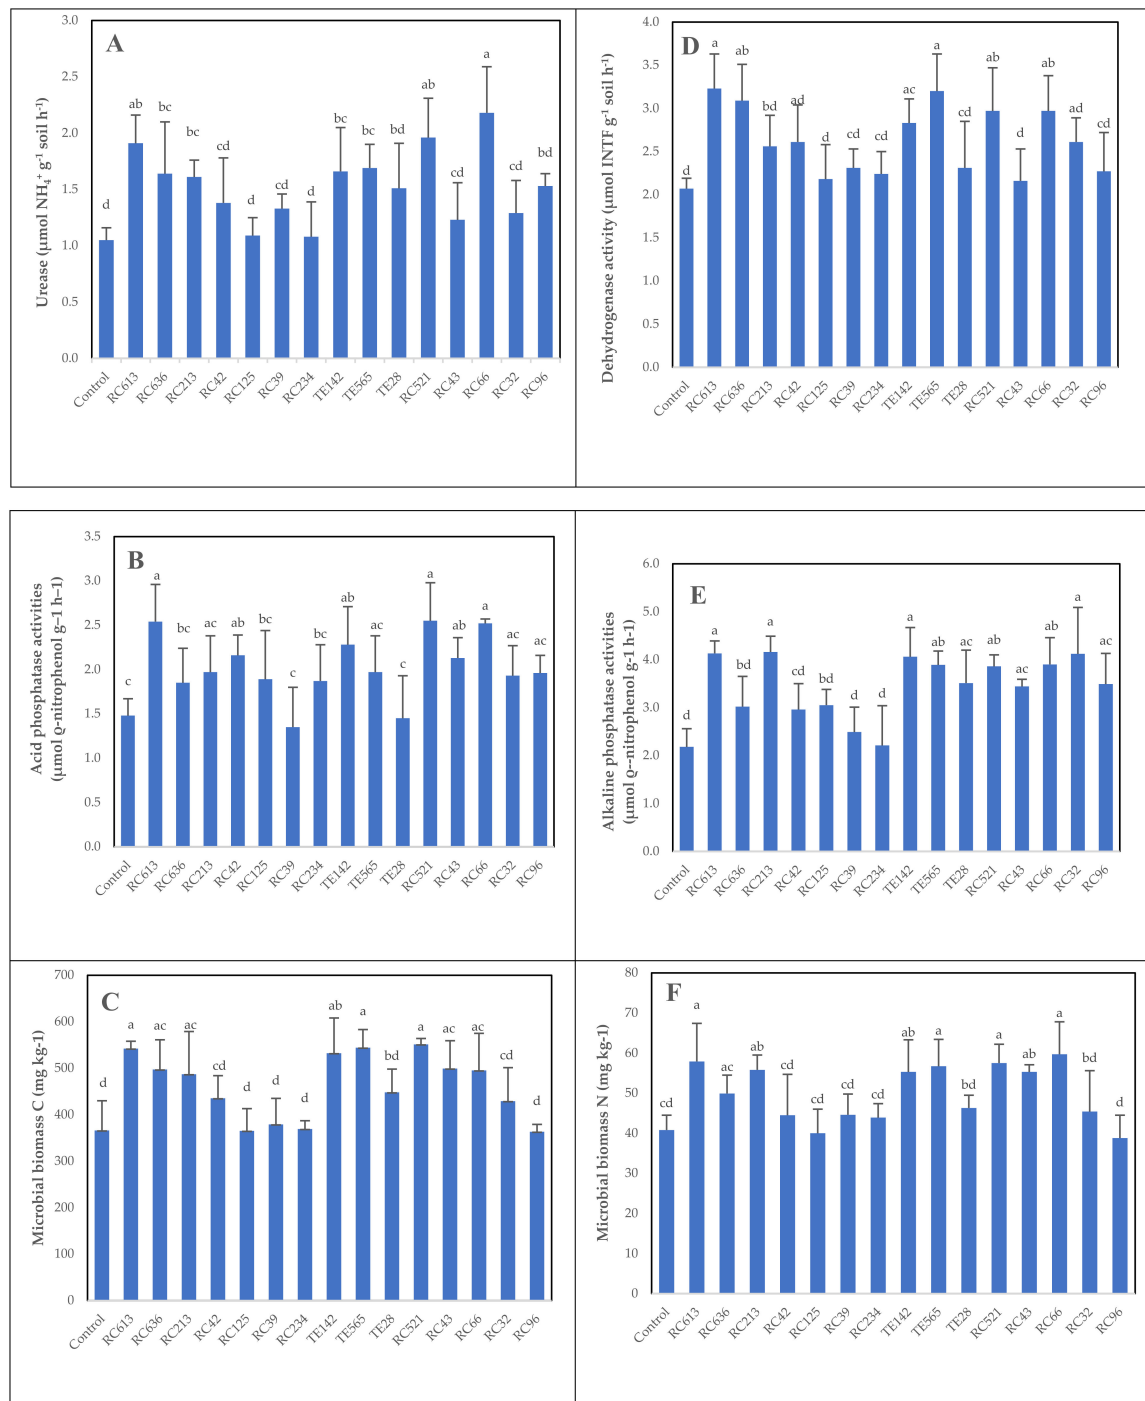 A
Urease (μmol NH₄⁺ g⁻¹ soil h⁻¹)
3.0
2.5
2.0
1.5
1.0
0.5
0.0
d ab bc bc cd d cd d bc bc bd ab cd a cd bd
Control RC613 RC636 RC213 RC42 RC125 RC39 RC234 TE142 TE565 TE28 RC521 RC43 RC66 RC32 RC96
D
Dehydrogenase activity (μmol INTF g⁻¹ soil h⁻¹)
4.0
3.5
3.0
2.5
2.0
1.5
1.0
0.5
0.0
d a ab bd ad d cd cd ac a cd ab d ab ad cd
Control RC613 RC636 RC213 RC42 RC125 RC39 RC234 TE142 TE565 TE28 RC521 RC43 RC66 RC32 RC96
B
Acid phosphatase activities
(μmol ϱ-nitrophenol g–1 h–1)
3.5
3.0
2.5
2.0
1.5
1.0
0.5
0.0
c a bc ac ab bc c bc ab ac c a ab a ac ac
Control RC613 RC636 RC213 RC42 RC125 RC39 RC234 TE142 TE565 TE28 RC521 RC43 RC66 RC32 RC96
E
Alkaline phosphatase activities
(μmol ϱ--nitrophenol g-1 h-1)
6.0
5.0
4.0
3.0
2.0
1.0
0.0
d a bd a cd bd d d a ab ac ab ac ab a ac
Control RC613 RC636 RC213 RC42 RC125 RC39 RC234 TE142 TE565 TE28 RC521 RC43 RC66 RC32 RC96
C
Microbial biomass C (mg kg-1)
700
600
500
400
300
200
100
0
d a ac ac cd d d d ab a bd a ac ac cd d
Control RC613 RC636 RC213 RC42 RC125 RC39 RC234 TE142 TE565 TE28 RC521 RC43 RC66 RC32 RC96
F
Microbial biomass N (mg kg-1)
80
70
60
50
40
30
20
10
0
cd a ac ab cd cd cd cd ab a bd a ab a bd d
Control RC613 RC636 RC213 RC42 RC125 RC39 RC234 TE142 TE565 TE28 RC521 RC43 RC66 RC32 RC96